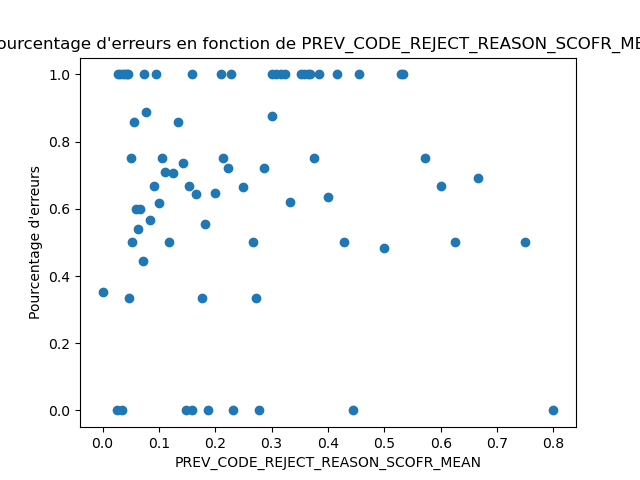 ourcentage d'erreurs en fonction de PREV_CODE_REJECT_REASON_SCOFR_ME
1.0
0.8
0.6
0.4
0.2
0.0
Pourcentage d'erreurs
0.0 0.1 0.2 0.3 0.4 0.5 0.6 0.7 0.8
PREV_CODE_REJECT_REASON_SCOFR_MEAN